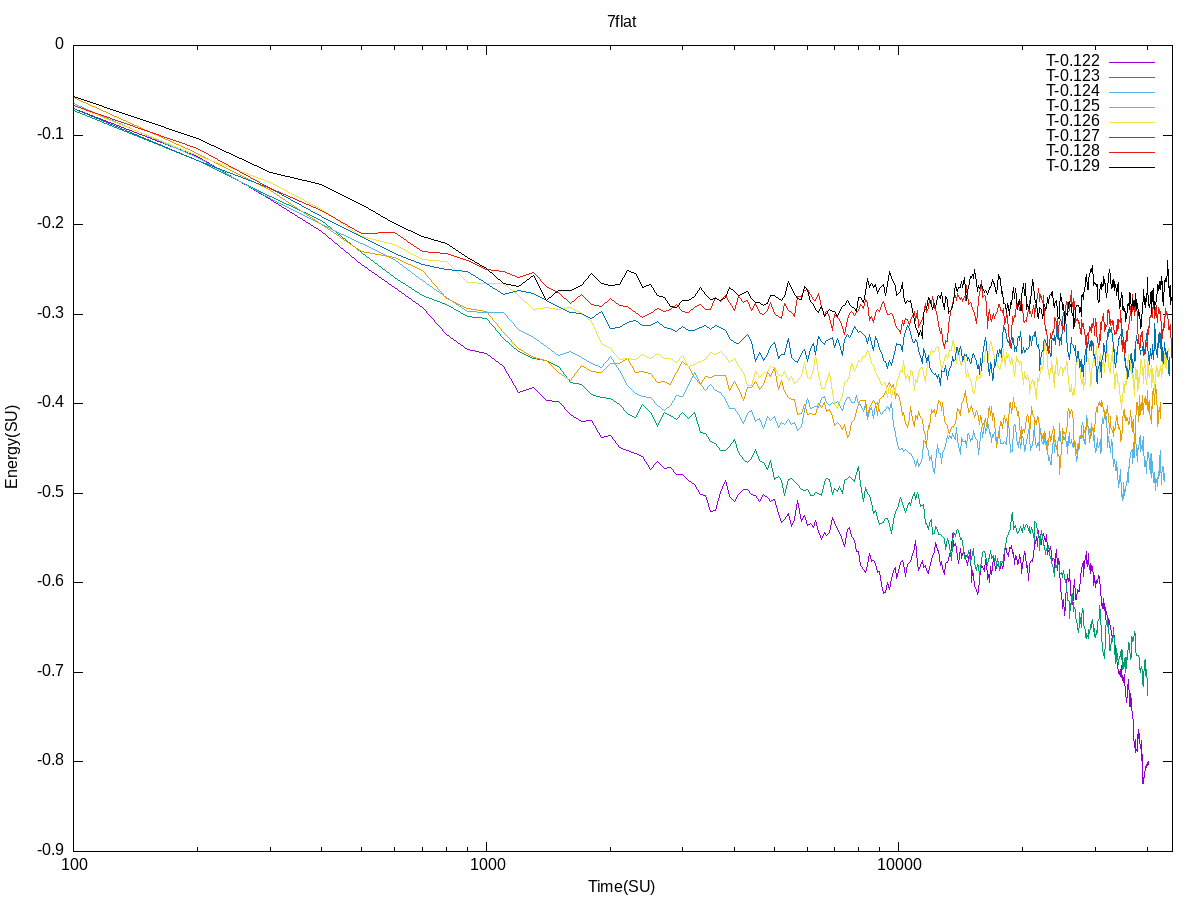 7flat
T-0.122
T-0.123
T-0.124
T-0.125
T-0.126
T-0.127
T-0.128
T-0.129
0
-0.1
-0.2
-0.3
-0.4
-0.5
-0.6
-0.7
-0.8
-0.9
Energy(SU)
100
1000
10000
Time(SU)